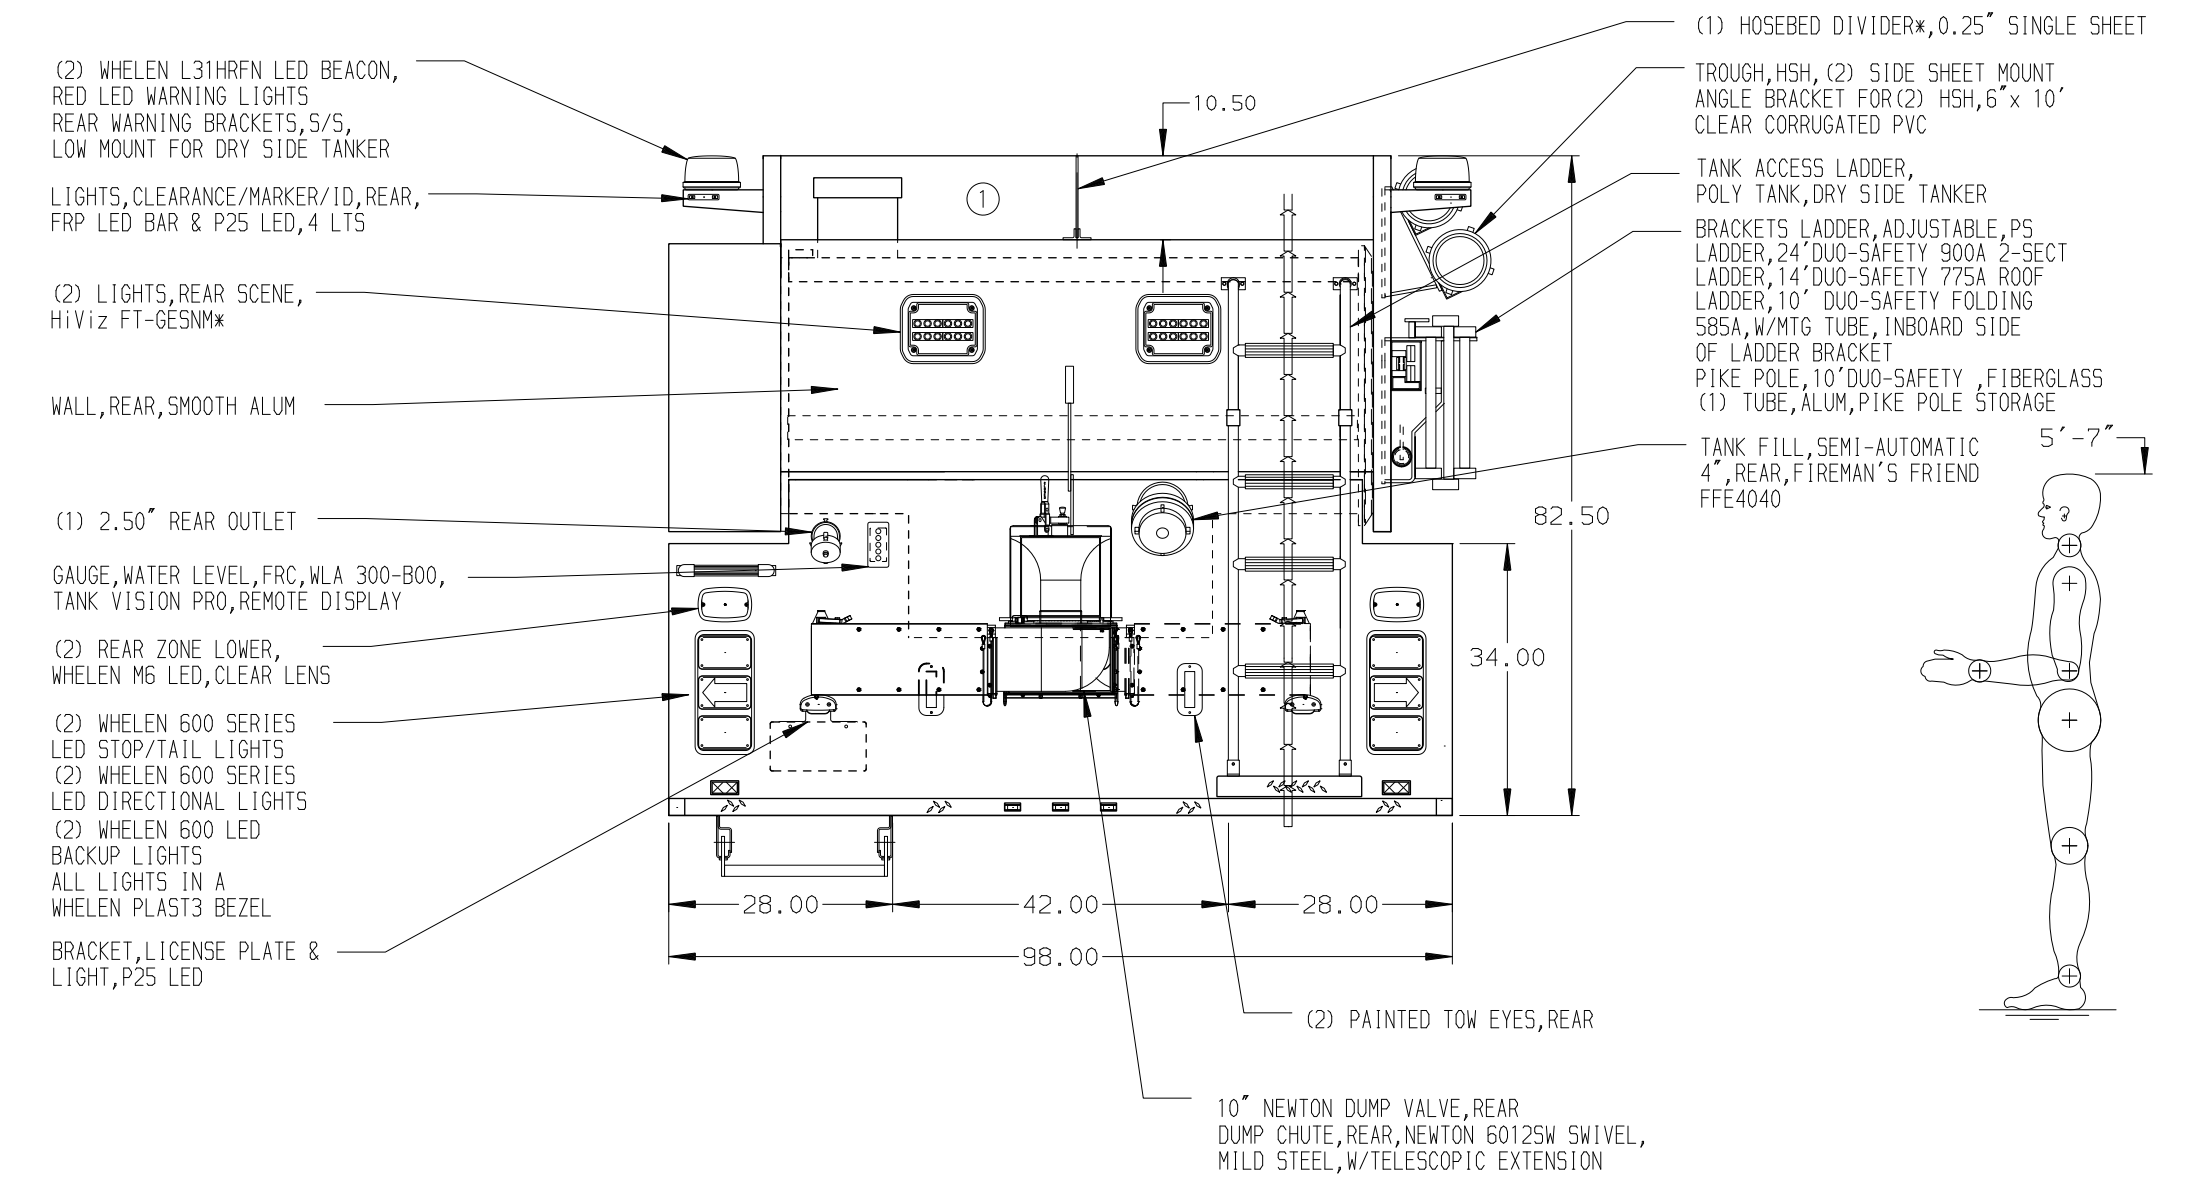 (2) WHELEN L31HRFN LED BEACON,
RED LED WARNING LIGHTS
REAR WARNING BRACKETS,S/S,
LOW MOUNT FOR DRY SIDE TANKER
LIGHTS,CLEARANCE/MARKER/ID,REAR,
FRP LED BAR & P25 LED,4 LTS
(2) LIGHTS,REAR SCENE,
HiViz FT-GESNM*
WALL,REAR,SMOOTH ALUM
(1) 2.50" REAR OUTLET
GAUGE,WATER LEVEL,FRC,WLA 300-B00,
TANK VISION PRO,REMOTE DISPLAY
(2) REAR ZONE LOWER,
WHELEN M6 LED,CLEAR LENS
(2) WHELEN 600 SERIES
LED STOP/TAIL LIGHTS
(2) WHELEN 600 SERIES
LED DIRECTIONAL LIGHTS
(2) WHELEN 600 LED
BACKUP LIGHTS
ALL LIGHTS IN A
WHELEN PLAST3 BEZEL
BRACKET,LICENSE PLATE &
LIGHT,P25 LED
10.50
1
82.50
34.00
28.00
42.00
28.00
98.00
(1) HOSEBED DIVIDER*,0.25" SINGLE SHEET
TROUGH,HSH,(2) SIDE SHEET MOUNT
ANGLE BRACKET FOR(2) HSH,6"x 10'
CLEAR CORRUGATED PVC
TANK ACCESS LADDER,
POLY TANK,DRY SIDE TANKER
BRACKETS LADDER,ADJUSTABLE,PS
LADDER,24'DUO-SAFETY 900A 2-SECT
LADDER,14'DUO-SAFETY 775A ROOF
LADDER,10' DUO-SAFETY FOLDING
585A,W/MTG TUBE,INBOARD SIDE
OF LADDER BRACKET
PIKE POLE,10'DUO-SAFETY ,FIBERGLASS
(1) TUBE,ALUM,PIKE POLE STORAGE
TANK FILL,SEMI-AUTOMATIC
4",REAR,FIREMAN'S FRIEND
FFE4040
5'-7"
(2) PAINTED TOW EYES,REAR
10" NEWTON DUMP VALVE,REAR
DUMP CHUTE,REAR,NEWTON 6012SW SWIVEL,
MILD STEEL,W/TELESCOPIC EXTENSION